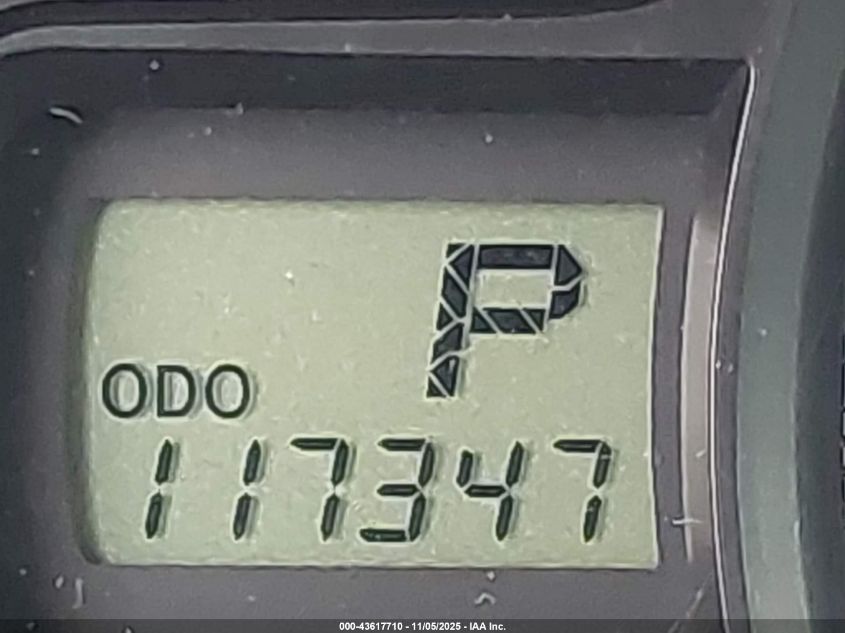 P
ODO
117347
000-43617710 - 11/05/2025 - IAA Inc.